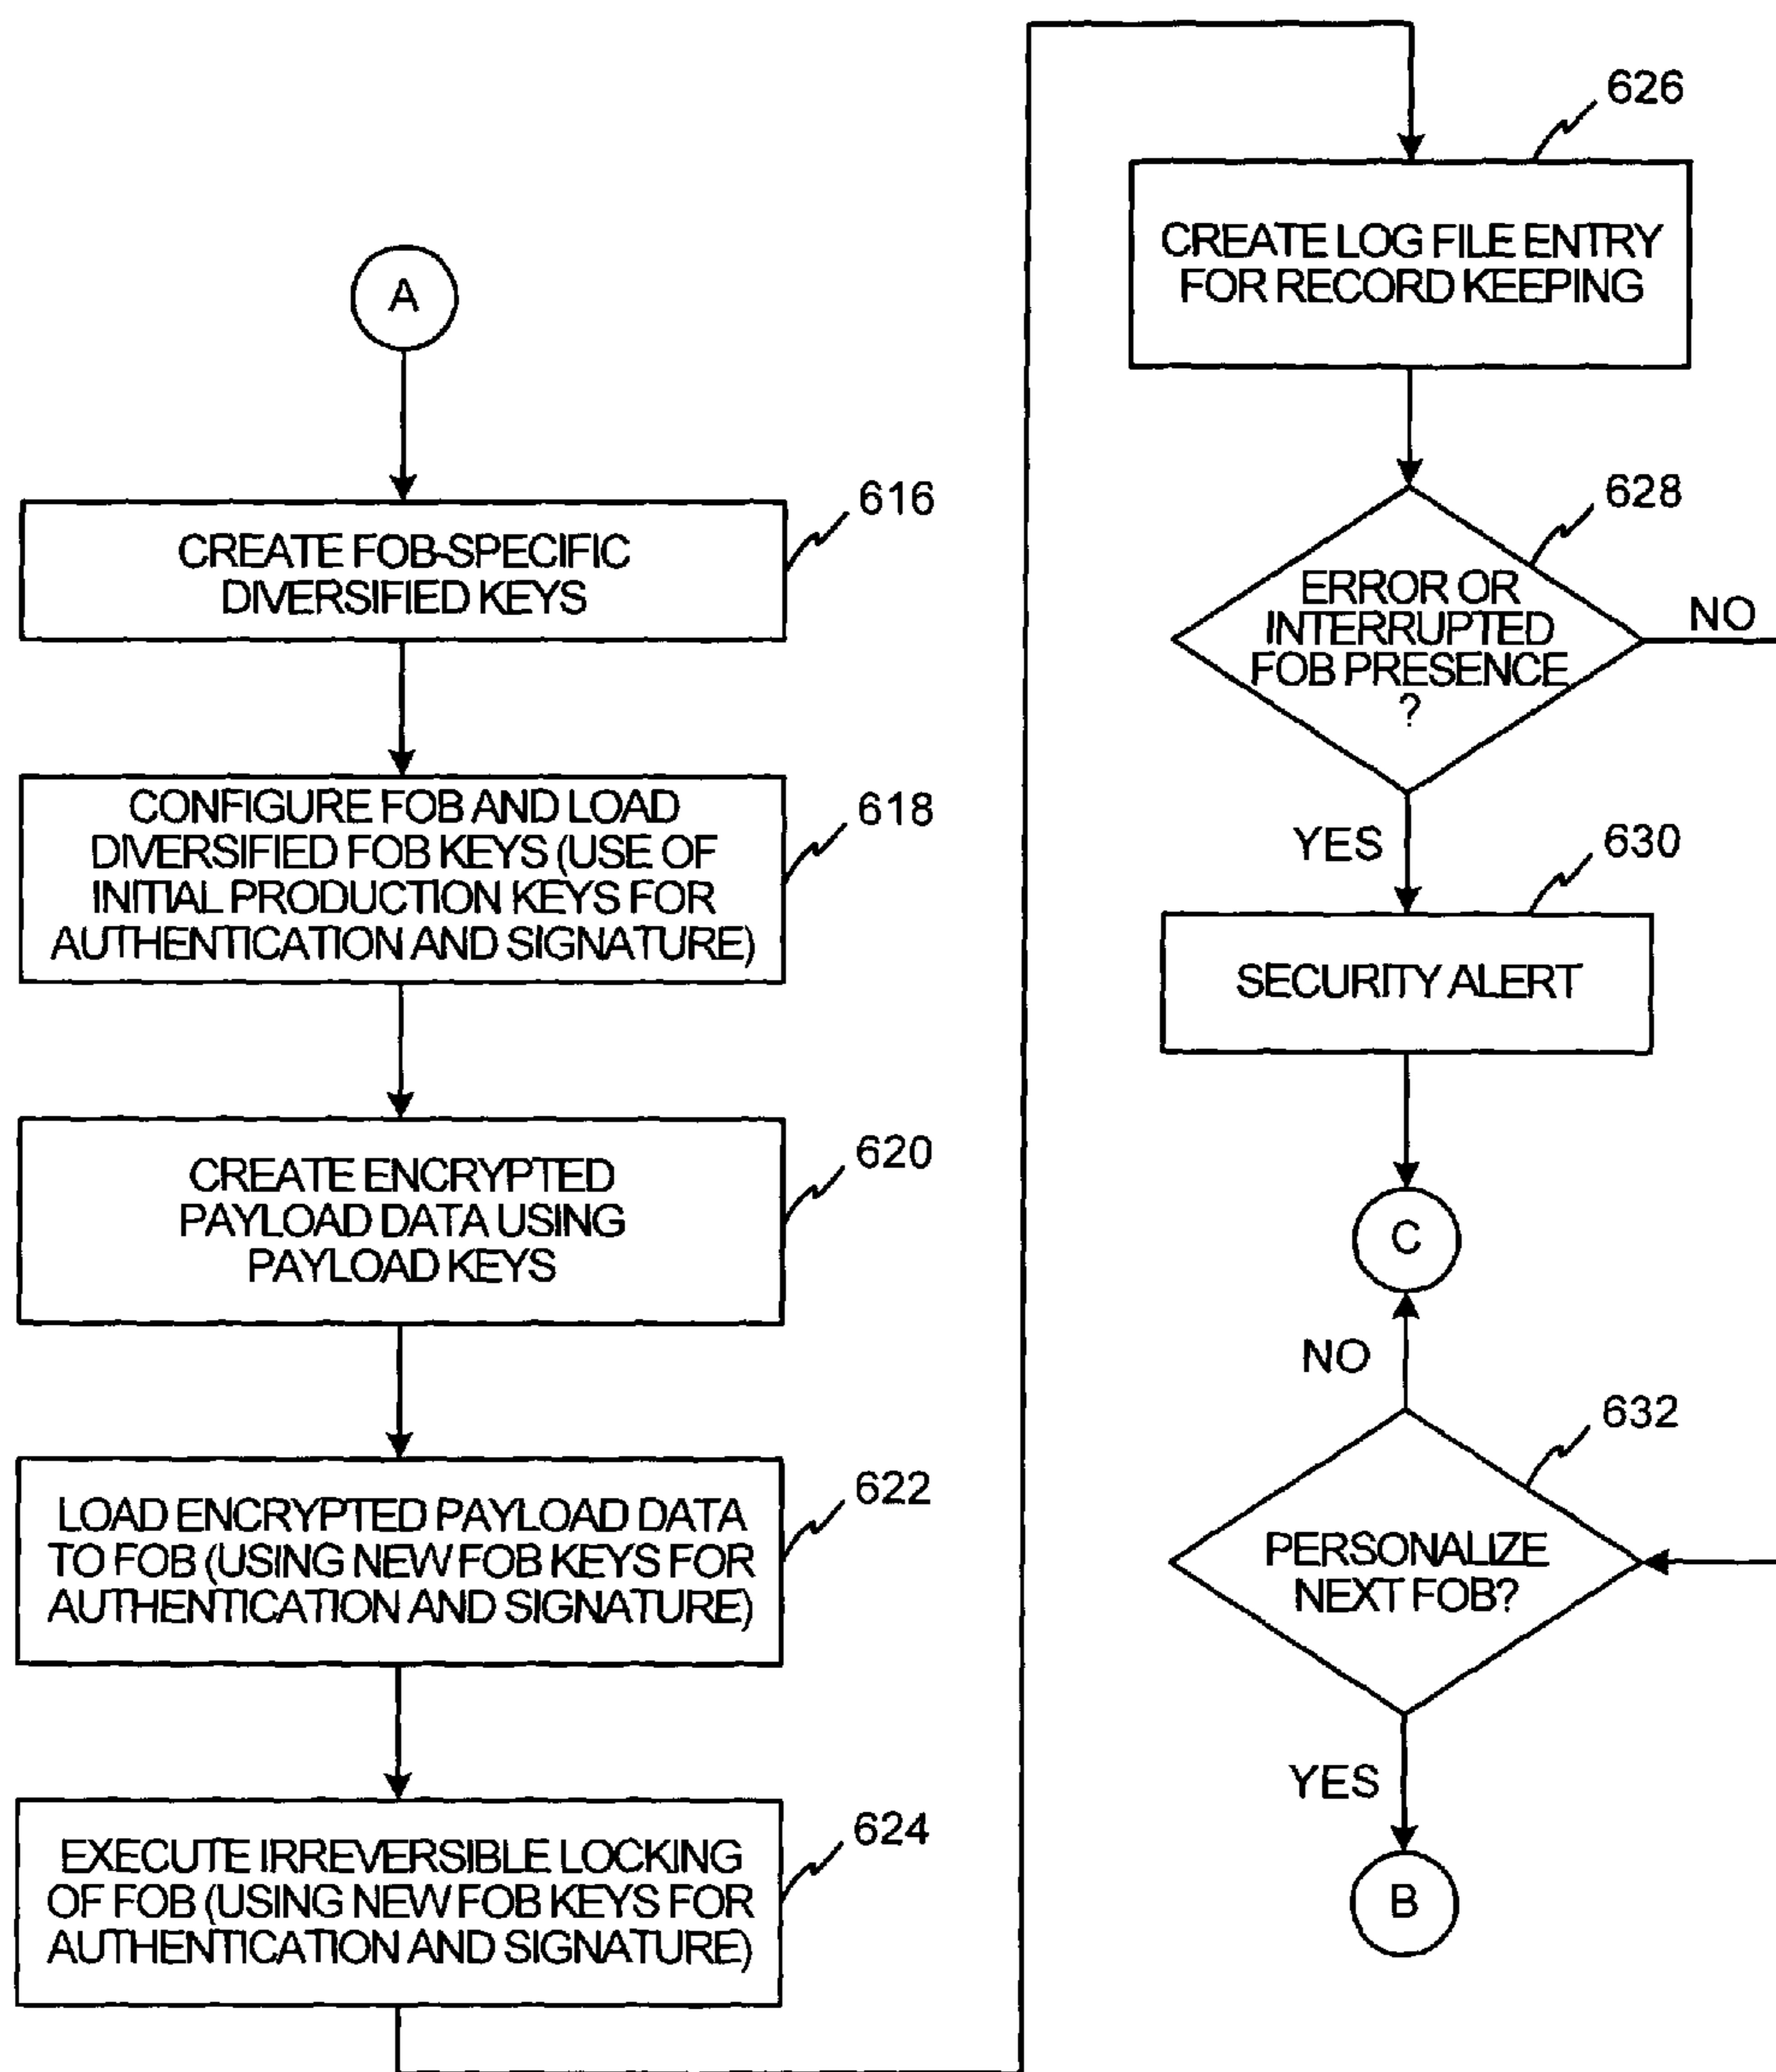 A
616
CREATE FOB-SPECIFIC
DIVERSIFIED KEYS
618
CONFIGURE FOB AND LOAD
DIVERSIFIED FOB KEYS (USE OF
INITIAL PRODUCTION KEYS FOR
AUTHENTICATION AND SIGNATURE)
620
CREATE ENCRYPTED
PAYLOAD DATA USING
PAYLOAD KEYS
622
LOAD ENCRYPTED PAYLOAD DATA
TO FOB (USING NEW FOB KEYS FOR
AUTHENTICATION AND SIGNATURE)
624
EXECUTE IRREVERSIBLE LOCKING
OF FOB (USING NEW FOB KEYS FOR
AUTHENTICATION AND SIGNATURE)
626
CREATE LOG FILE ENTRY
FOR RECORD KEEPING
628
ERROR OR
INTERRUPTED
FOB PRESENCE
?
NO
YES
630
SECURITY ALERT
C
NO
632
PERSONALIZE
NEXT FOB?
YES
B